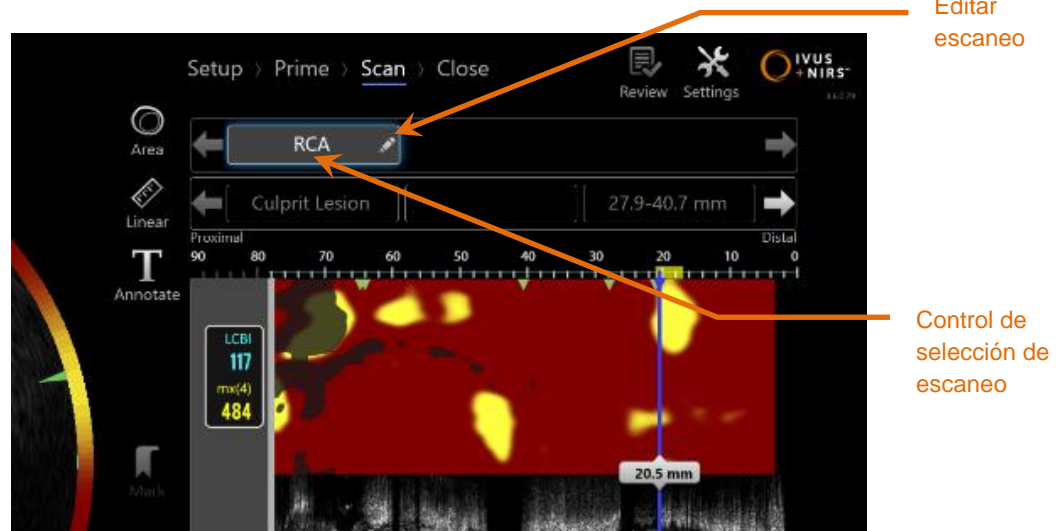 Editar
escaneo
Setup > Prime > Scan > Close
Review
Settings
IVUS
+NIRS
Area
RCA
Linear
Culprit Lesion
27.9-40.7 mm
Proximal
Distal
90 80 70 60 50 40 30 20 10 0
Annotate
LCBI
117
mx(4)
484
Control de
selección de
escaneo
20.5 mm
Mark